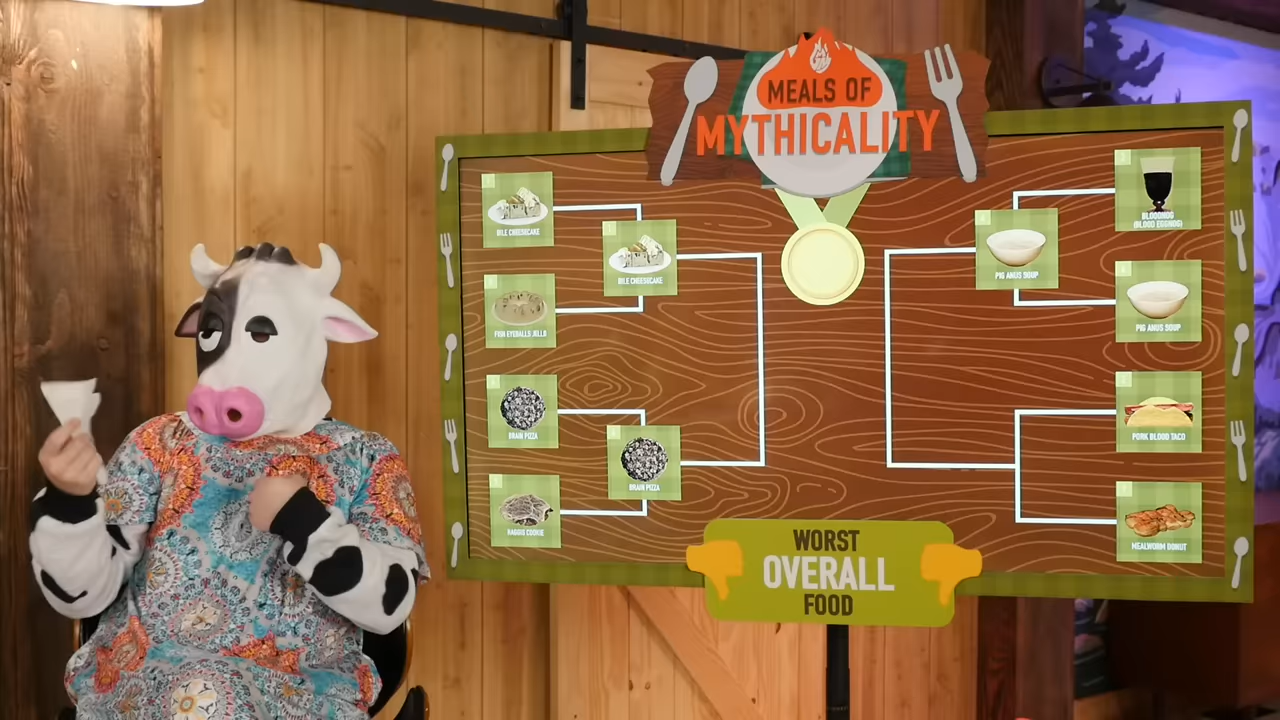 MEALS OF
MYTHICALITY
BILE CHEESECAKE
BILE CHEESECAKE
FISH EYEBALLS JELLO
BRAIN PIZZA
BRAIN PIZZA
HAGGIS COOKIE
BLOODNOG
(BLOOD EGGNOG)
PIG ANUS SOUP
PIG ANUS SOUP
PORK BLOOD TACO
MEALWORM DONUT
WORST
OVERALL
FOOD